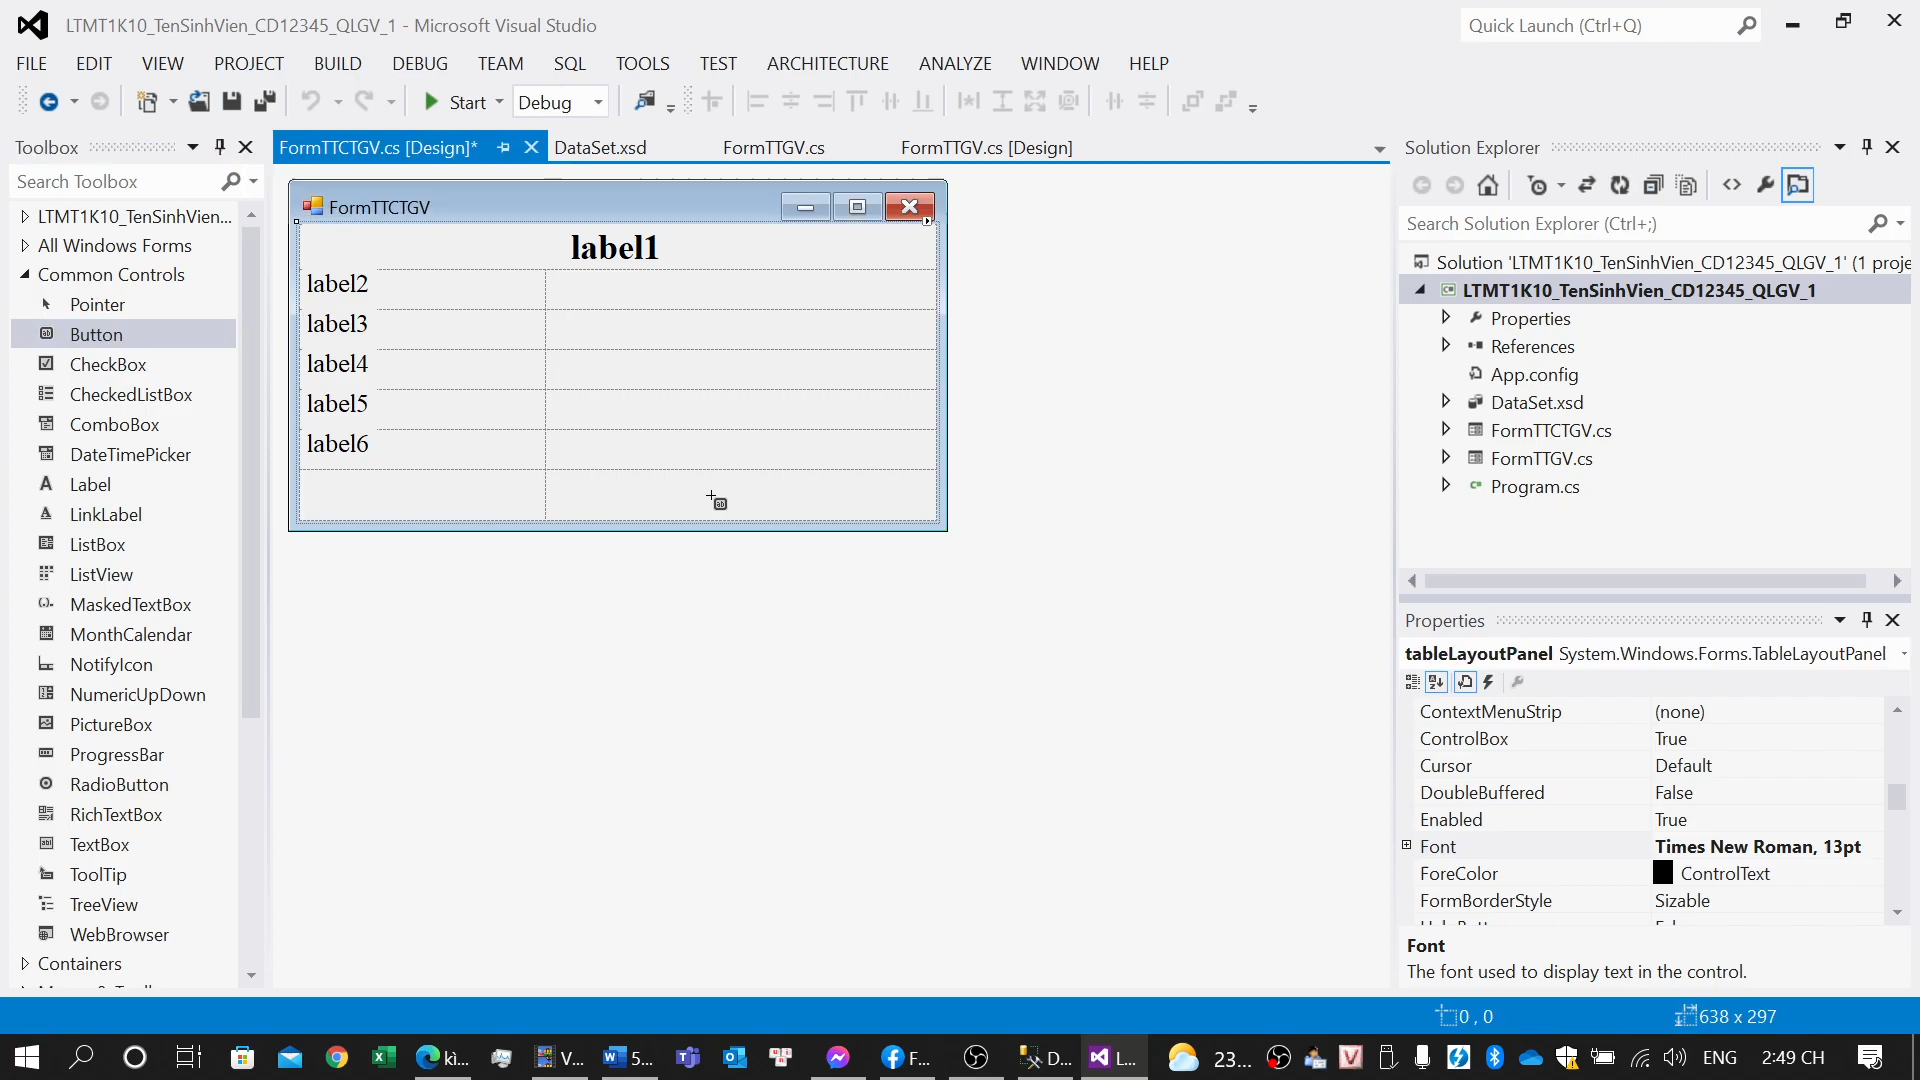 LTMT1K10_TenSinhVien_CD12345_QLGV_1 - Microsoft Visual Studio
Quick Launch (Ctrl+Q)
FILE EDIT VIEW PROJECT BUILD DEBUG TEAM SQL TOOLS TEST ARCHITECTURE ANALYZE WINDOW HELP
Start Debug
Toolbox
Search Toolbox
LTMT1K10_TenSinhVien...
All Windows Forms
Common Controls
Pointer
Button
CheckBox
CheckedListBox
ComboBox
DateTimePicker
Label
LinkLabel
ListBox
ListView
MaskedTextBox
MonthCalendar
NotifyIcon
NumericUpDown
PictureBox
ProgressBar
RadioButton
RichTextBox
TextBox
ToolTip
TreeView
WebBrowser
Containers
FormTTCTGV.cs [Design]* DataSet.xsd FormTTGV.cs FormTTGV.cs [Design]
FormTTCTGV
label1
label2
label3
label4
label5
label6
Solution Explorer
Search Solution Explorer (Ctrl+;)
Solution 'LTMT1K10_TenSinhVien_CD12345_QLGV_1' (1 proje
LTMT1K10_TenSinhVien_CD12345_QLGV_1
Properties
References
App.config
DataSet.xsd
FormTTCTGV.cs
FormTTGV.cs
Program.cs
Properties
tableLayoutPanel System.Windows.Forms.TableLayoutPanel
ContextMenuStrip (none)
ControlBox True
Cursor Default
DoubleBuffered False
Enabled True
Font Times New Roman, 13pt
ForeColor ControlText
FormBorderStyle Sizable
Font
The font used to display text in the control.
0 , 0 638 x 297
kì... V... 5... F... D... L... 23... ENG 2:49 CH